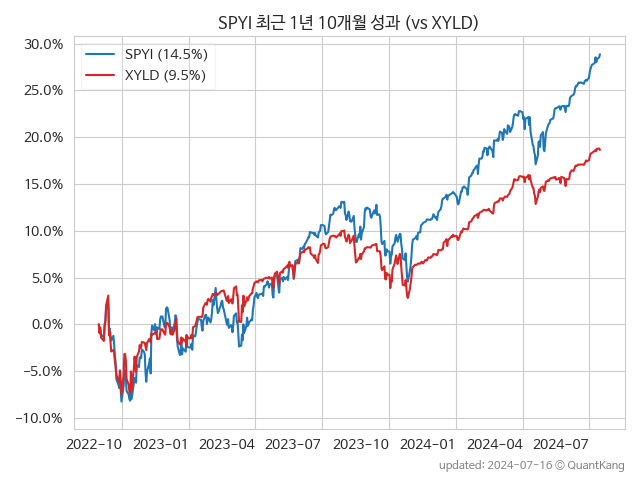 SPYI 최근 1년 10개월 성과 (vs XYLD)
30.0%
25.0%
20.0%
15.0%
10.0%
5.0%
0.0%
−5.0%
−10.0%
SPYI (14.5%)
XYLD (9.5%)
2022-10 2023-01 2023-04 2023-07 2023-10 2024-01 2024-04 2024-07
updated: 2024-07-16 © QuantKang